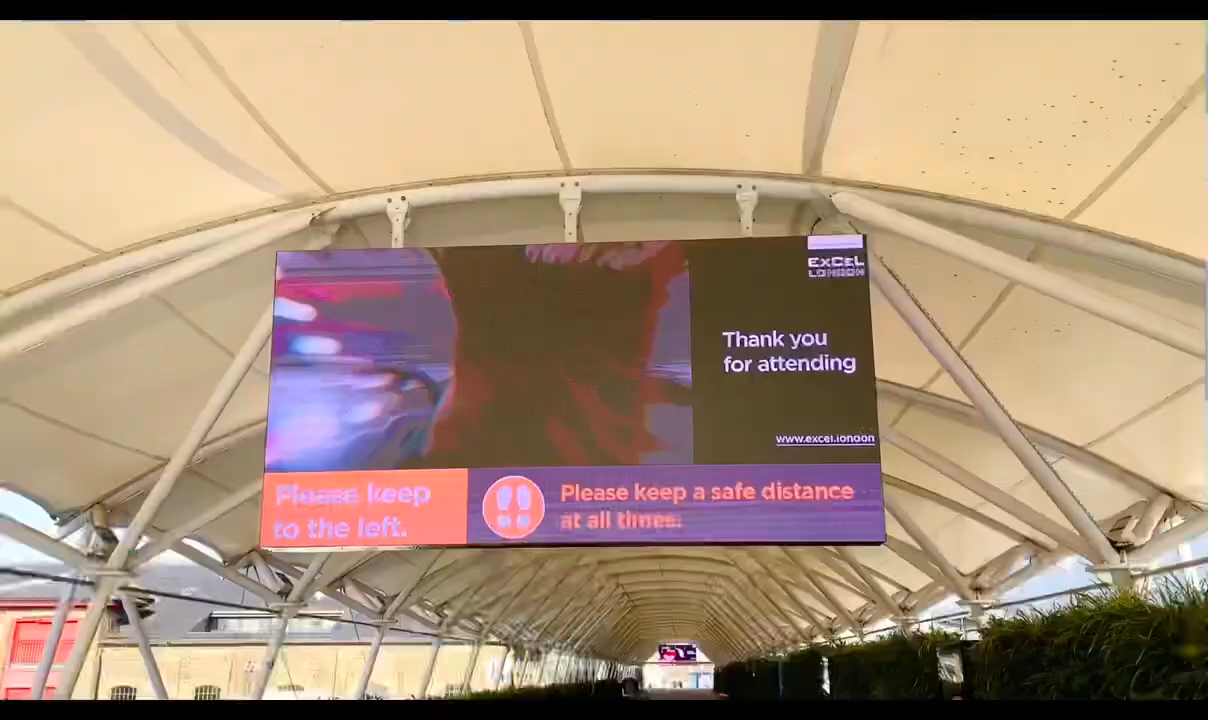 EXCEL
LONDON
Thank you
for attending
www.excel.london
Please keep
to the left.
Please keep a safe distance
at all times.